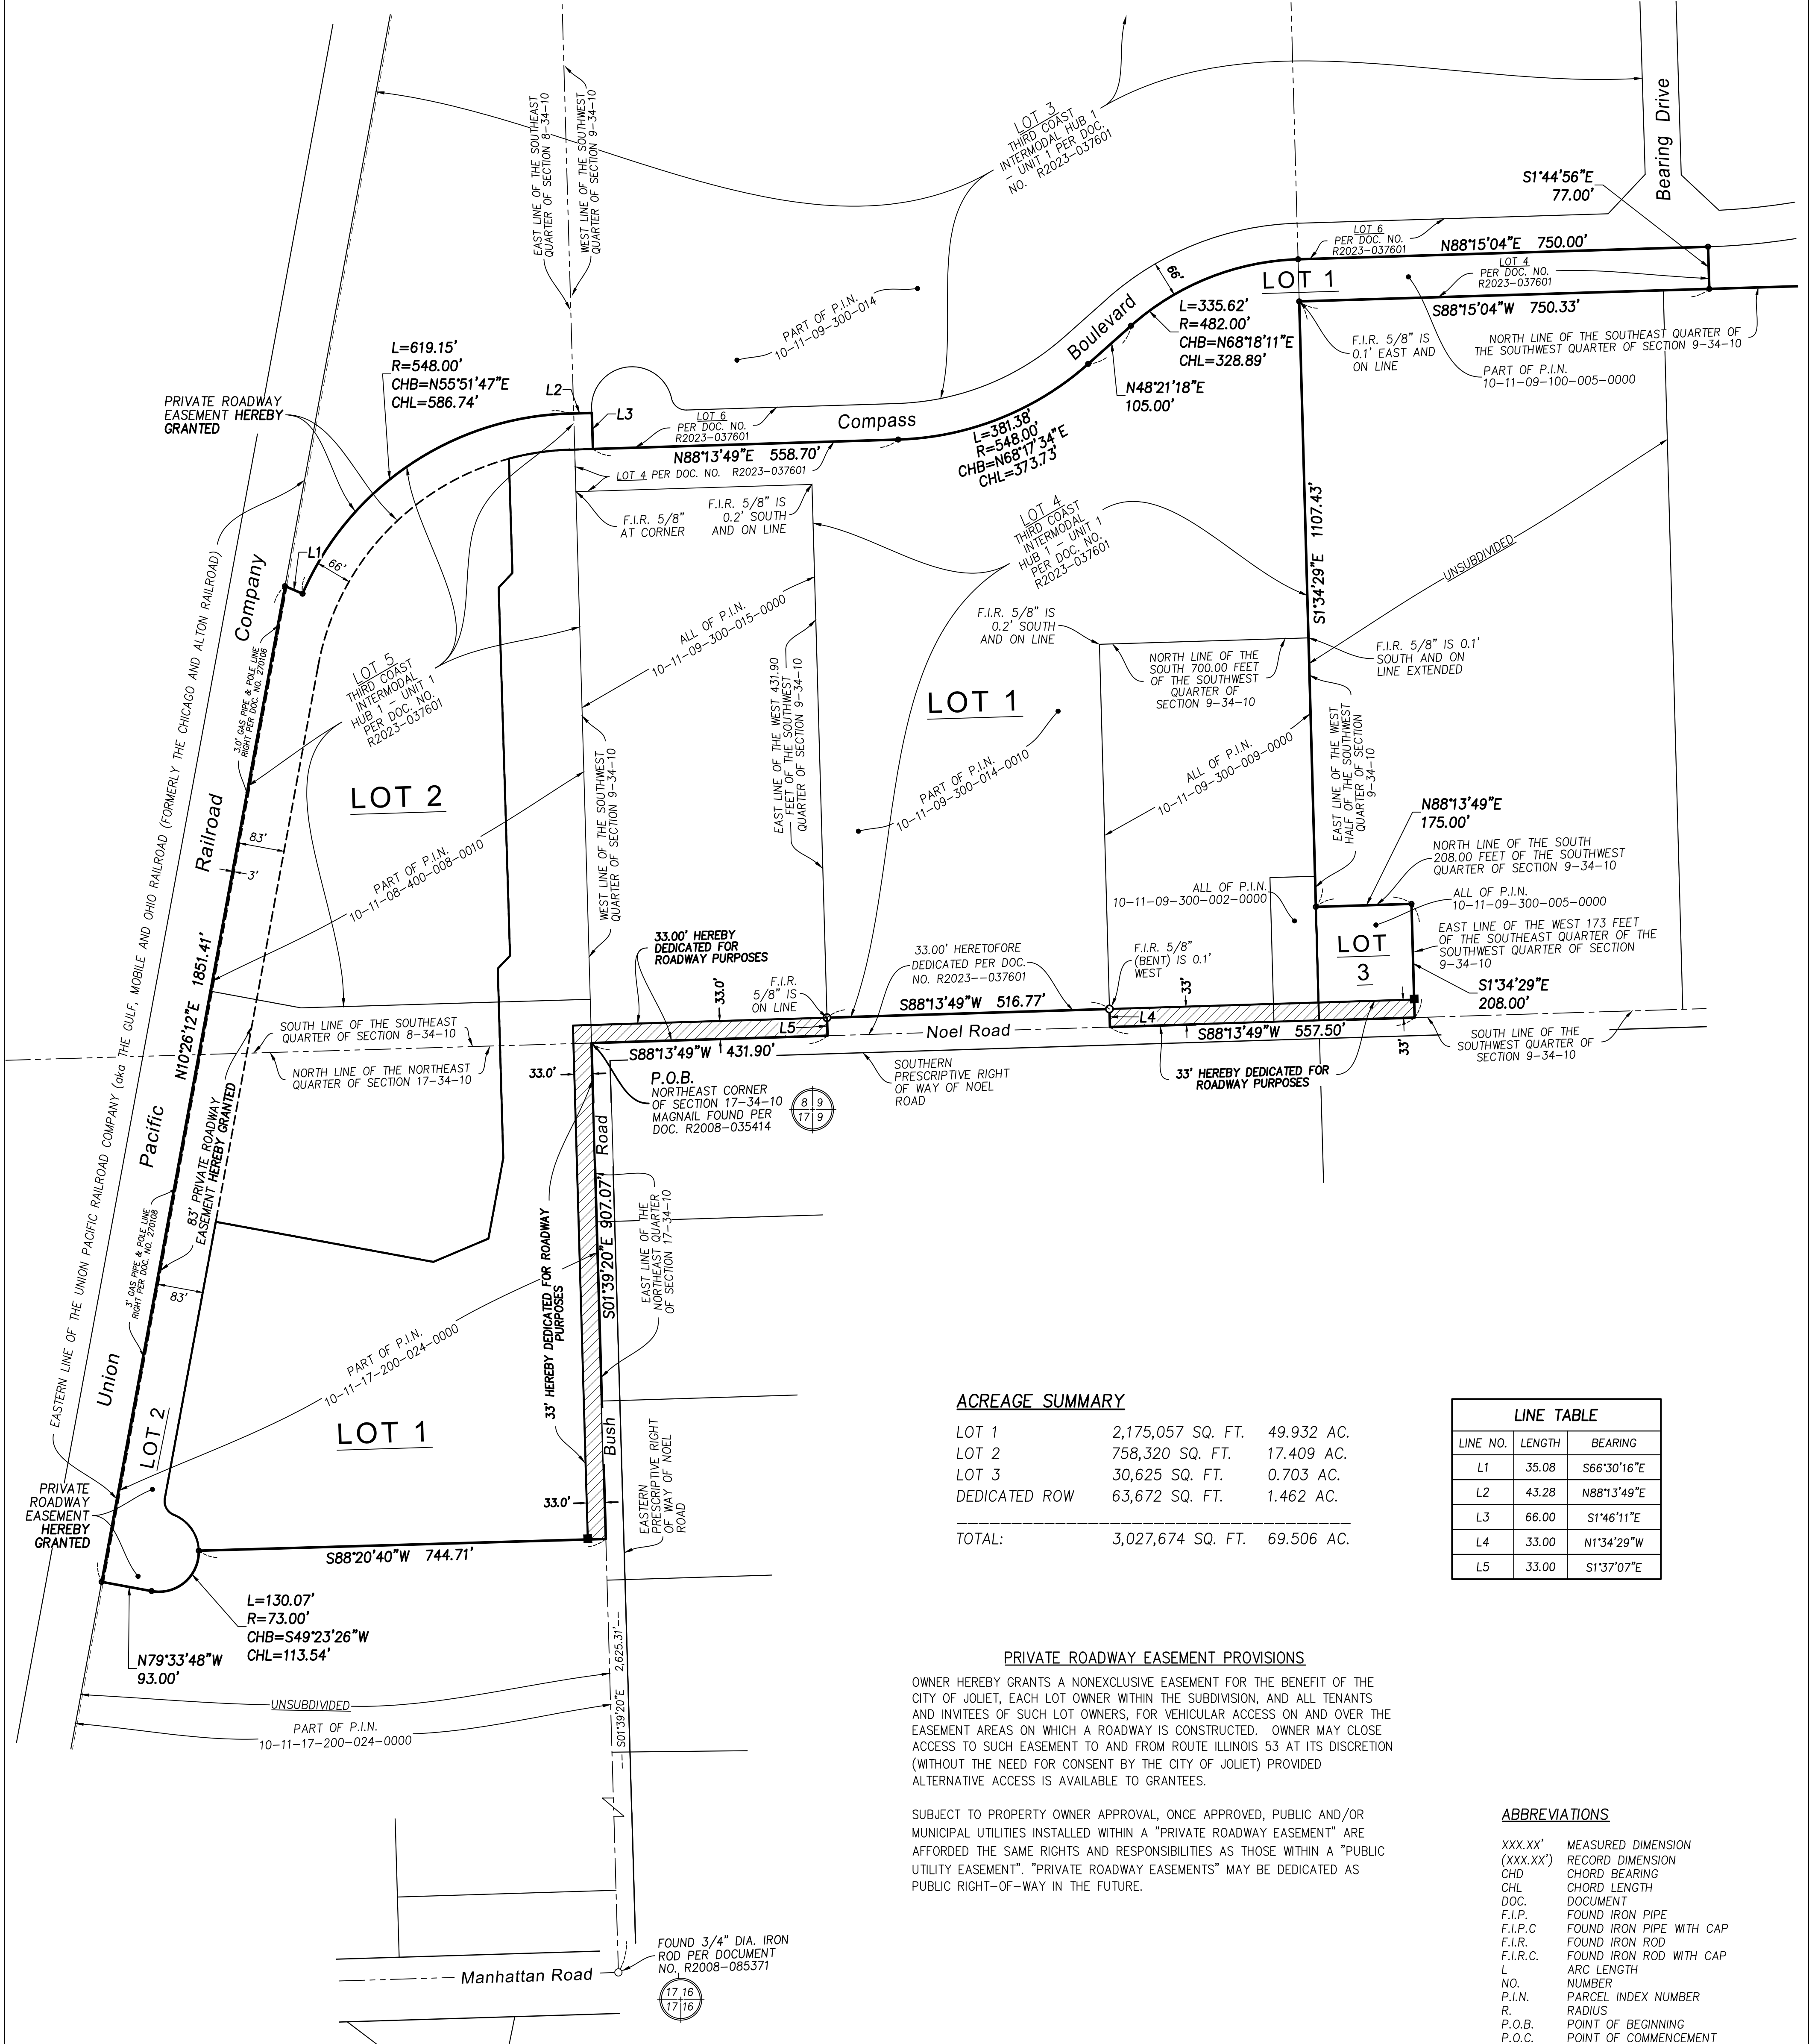 Bearing Drive
S1°44'56"E
77.00'
EAST LINE OF THE SOUTHEAST
QUARTER OF SECTION 8-34-10
WEST LINE OF THE SOUTHWEST
QUARTER OF SECTION 9-34-10
LOT 3
THIRD COAST
INTERMODAL HUB 1
- UNIT 1 PER DOC.
NO. R2023-037601
LOT 6
PER DOC. NO.
R2023-037601
N88°15'04"E 750.00'
LOT 4
PER DOC. NO.
R2023-037601
LOT 1
S88°15'04"W 750.33'
66'
PART OF P.I.N.
10-11-09-300-014
L=335.62'
R=482.00'
CHB=N68°18'11"E
CHL=328.89'
F.I.R. 5/8" IS
0.1' EAST AND
ON LINE
NORTH LINE OF THE SOUTHEAST QUARTER OF
THE SOUTHWEST QUARTER OF SECTION 9-34-10
PART OF P.I.N.
10-11-09-100-005-0000
Boulevard
N48°21'18"E
105.00'
L=619.15'
R=548.00'
CHB=N55°51'47"E
CHL=586.74'
PRIVATE ROADWAY
EASEMENT HEREBY
GRANTED
L2
L3
LOT 6
PER DOC. NO.
R2023-037601
Compass
N88°13'49"E 558.70'
L=381.38'
R=548.00'
CHB=N68°17'34"E
CHL=373.73'
LOT 4 PER DOC. NO. R2023-037601
F.I.R. 5/8"
AT CORNER
F.I.R. 5/8" IS
0.2' SOUTH
AND ON LINE
LOT 4
THIRD COAST
INTERMODAL
HUB 1 - UNIT 1
PER DOC. NO.
R2023-037601
S1°34'29"E 1107.43'
UNSUBDIVIDED
L1
66'
Company
3.0' GAS PIPE & POLE LINE
RIGHT PER DOC. NO. 270106
ALL OF P.I.N.
10-11-09-300-015-0000
F.I.R. 5/8" IS
0.2' SOUTH
AND ON LINE
F.I.R. 5/8" IS 0.1'
SOUTH AND ON
LINE EXTENDED
NORTH LINE OF THE
SOUTH 700.00 FEET
OF THE SOUTHWEST
QUARTER OF
SECTION 9-34-10
LOT 5
THIRD COAST
INTERMODAL
HUB 1 - UNIT 1
PER DOC. NO.
R2023-037601
LOT 1
EAST LINE OF THE WEST 431.90
FEET OF THE SOUTHWEST
QUARTER OF SECTION 9-34-10
PART OF P.I.N.
10-11-09-300-014-0010
ALL OF P.I.N.
10-11-09-300-009-0000
EAST LINE OF THE WEST
HALF OF THE SOUTHWEST
QUARTER OF SECTION
9-34-10
LOT 2
Railroad
83'
3'
PART OF P.I.N.
10-11-08-400-008-0010
WEST LINE OF THE SOUTHWEST
QUARTER OF SECTION 9-34-10
N88°13'49"E
175.00'
NORTH LINE OF THE SOUTH
208.00 FEET OF THE SOUTHWEST
QUARTER OF SECTION 9-34-10
ALL OF P.I.N.
10-11-09-300-002-0000
ALL OF P.I.N.
10-11-09-300-005-0000
LOT
3
EAST LINE OF THE WEST 173 FEET
OF THE SOUTHEAST QUARTER OF THE
SOUTHWEST QUARTER OF SECTION
9-34-10
S1°34'29"E
208.00'
33.00' HEREBY
DEDICATED FOR
ROADWAY PURPOSES
33.0'
F.I.R.
5/8" IS
ON LINE
33.00' HERETOFORE
DEDICATED PER DOC.
NO. R2023--037601
F.I.R. 5/8"
(BENT) IS 0.1'
WEST
33'
N10°26'12"E 1851.41'
S88°13'49"W 516.77'
L5
Noel Road
L4
S88°13'49"W 557.50'
33'
SOUTH LINE OF THE
SOUTHWEST QUARTER OF
SECTION 9-34-10
SOUTH LINE OF THE SOUTHEAST
QUARTER OF SECTION 8-34-10
NORTH LINE OF THE NORTHEAST
QUARTER OF SECTION 17-34-10
S88°13'49"W 431.90'
33.0'
P.O.B.
NORTHEAST CORNER
OF SECTION 17-34-10
MAGNAIL FOUND PER
DOC. R2008-035414
8 9
17 9
SOUTHERN
PRESCRIPTIVE RIGHT
OF WAY OF NOEL
ROAD
33' HEREBY DEDICATED FOR
ROADWAY PURPOSES
EASTERN LINE OF THE UNION PACIFIC RAILROAD COMPANY (aka THE GULF, MOBILE AND OHIO RAILROAD (FORMERLY THE CHICAGO AND ALTON RAILROAD)
Pacific
83' PRIVATE ROADWAY
EASEMENT HEREBY GRANTED
3' GAS PIPE & POLE LINE
RIGHT PER DOC. NO. 270108
83'
Road
S01°39'20"E 907.07'
33' HEREBY DEDICATED FOR ROADWAY
PURPOSES
EAST LINE OF THE
NORTHEAST QUARTER
OF SECTION 17-34-10
PART OF P.I.N.
10-11-17-200-024-0000
Union
LOT 2
LOT 1
Bush
EASTERN
PRESCRIPTIVE RIGHT
OF WAY OF NOEL
ROAD
33.0'
PRIVATE
ROADWAY
EASEMENT
HEREBY
GRANTED
S88°20'40"W 744.71'
L=130.07'
R=73.00'
CHB=S49°23'26"W
CHL=113.54'
N79°33'48"W
93.00'
UNSUBDIVIDED
PART OF P.I.N.
10-11-17-200-024-0000
S01°39'20"E 2,625.31'
ACREAGE SUMMARY
LOT 1 2,175,057 SQ. FT. 49.932 AC.
LOT 2 758,320 SQ. FT. 17.409 AC.
LOT 3 30,625 SQ. FT. 0.703 AC.
DEDICATED ROW 63,672 SQ. FT. 1.462 AC.
TOTAL: 3,027,674 SQ. FT. 69.506 AC.
LINE TABLE
LINE NO. LENGTH BEARING
L1 35.08 S66°30'16"E
L2 43.28 N88°13'49"E
L3 66.00 S1°46'11"E
L4 33.00 N1°34'29"W
L5 33.00 S1°37'07"E
PRIVATE ROADWAY EASEMENT PROVISIONS
OWNER HEREBY GRANTS A NONEXCLUSIVE EASEMENT FOR THE BENEFIT OF THE
CITY OF JOLIET, EACH LOT OWNER WITHIN THE SUBDIVISION, AND ALL TENANTS
AND INVITEES OF SUCH LOT OWNERS, FOR VEHICULAR ACCESS ON AND OVER THE
EASEMENT AREAS ON WHICH A ROADWAY IS CONSTRUCTED. OWNER MAY CLOSE
ACCESS TO SUCH EASEMENT TO AND FROM ROUTE ILLINOIS 53 AT ITS DISCRETION
(WITHOUT THE NEED FOR CONSENT BY THE CITY OF JOLIET) PROVIDED
ALTERNATIVE ACCESS IS AVAILABLE TO GRANTEES.
SUBJECT TO PROPERTY OWNER APPROVAL, ONCE APPROVED, PUBLIC AND/OR
MUNICIPAL UTILITIES INSTALLED WITHIN A "PRIVATE ROADWAY EASEMENT" ARE
AFFORDED THE SAME RIGHTS AND RESPONSIBILITIES AS THOSE WITHIN A "PUBLIC
UTILITY EASEMENT". "PRIVATE ROADWAY EASEMENTS" MAY BE DEDICATED AS
PUBLIC RIGHT-OF-WAY IN THE FUTURE.
FOUND 3/4" DIA. IRON
ROD PER DOCUMENT
NO. R2008-085371
Manhattan Road
17 16
17 16
ABBREVIATIONS
XXX.XX' MEASURED DIMENSION
(XXX.XX') RECORD DIMENSION
CHD CHORD BEARING
CHL CHORD LENGTH
DOC. DOCUMENT
F.I.P. FOUND IRON PIPE
F.I.P.C FOUND IRON PIPE WITH CAP
F.I.R. FOUND IRON ROD
F.I.R.C. FOUND IRON ROD WITH CAP
L ARC LENGTH
NO. NUMBER
P.I.N. PARCEL INDEX NUMBER
R. RADIUS
P.O.B. POINT OF BEGINNING
P.O.C. POINT OF COMMENCEMENT